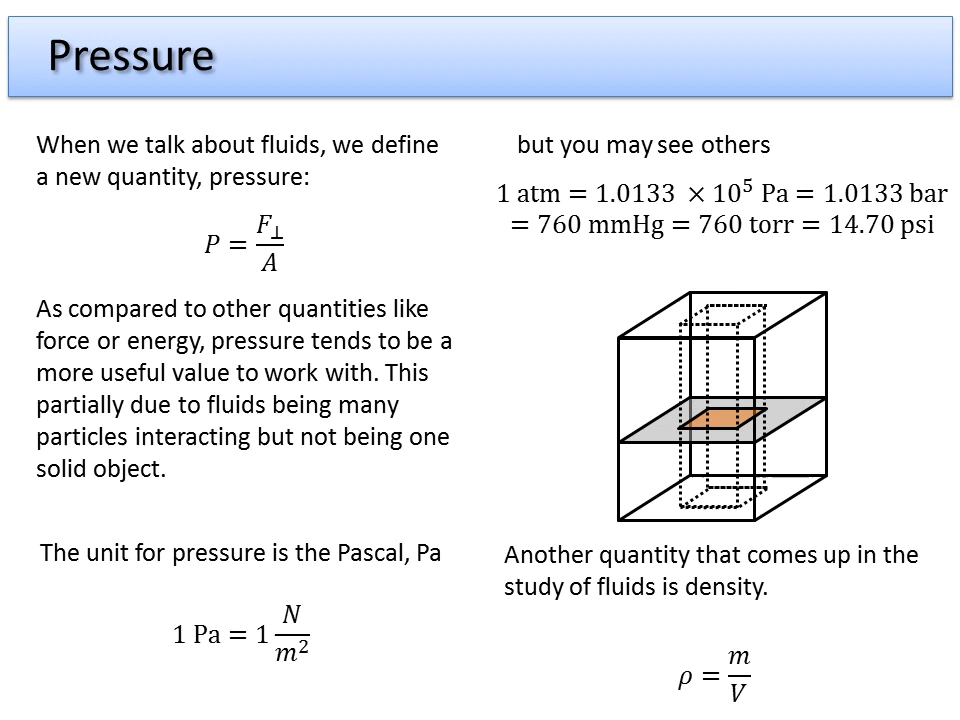 Pressure
When we talk about fluids, we define
a new quantity, pressure:
P = F⊥/A
As compared to other quantities like
force or energy, pressure tends to be a
more useful value to work with. This
partially due to fluids being many
particles interacting but not being one
solid object.
The unit for pressure is the Pascal, Pa
1 Pa = 1 N/m²
but you may see others
1 atm = 1.0133 × 10⁵ Pa = 1.0133 bar
= 760 mmHg = 760 torr = 14.70 psi
Another quantity that comes up in the
study of fluids is density.
ρ = m/V